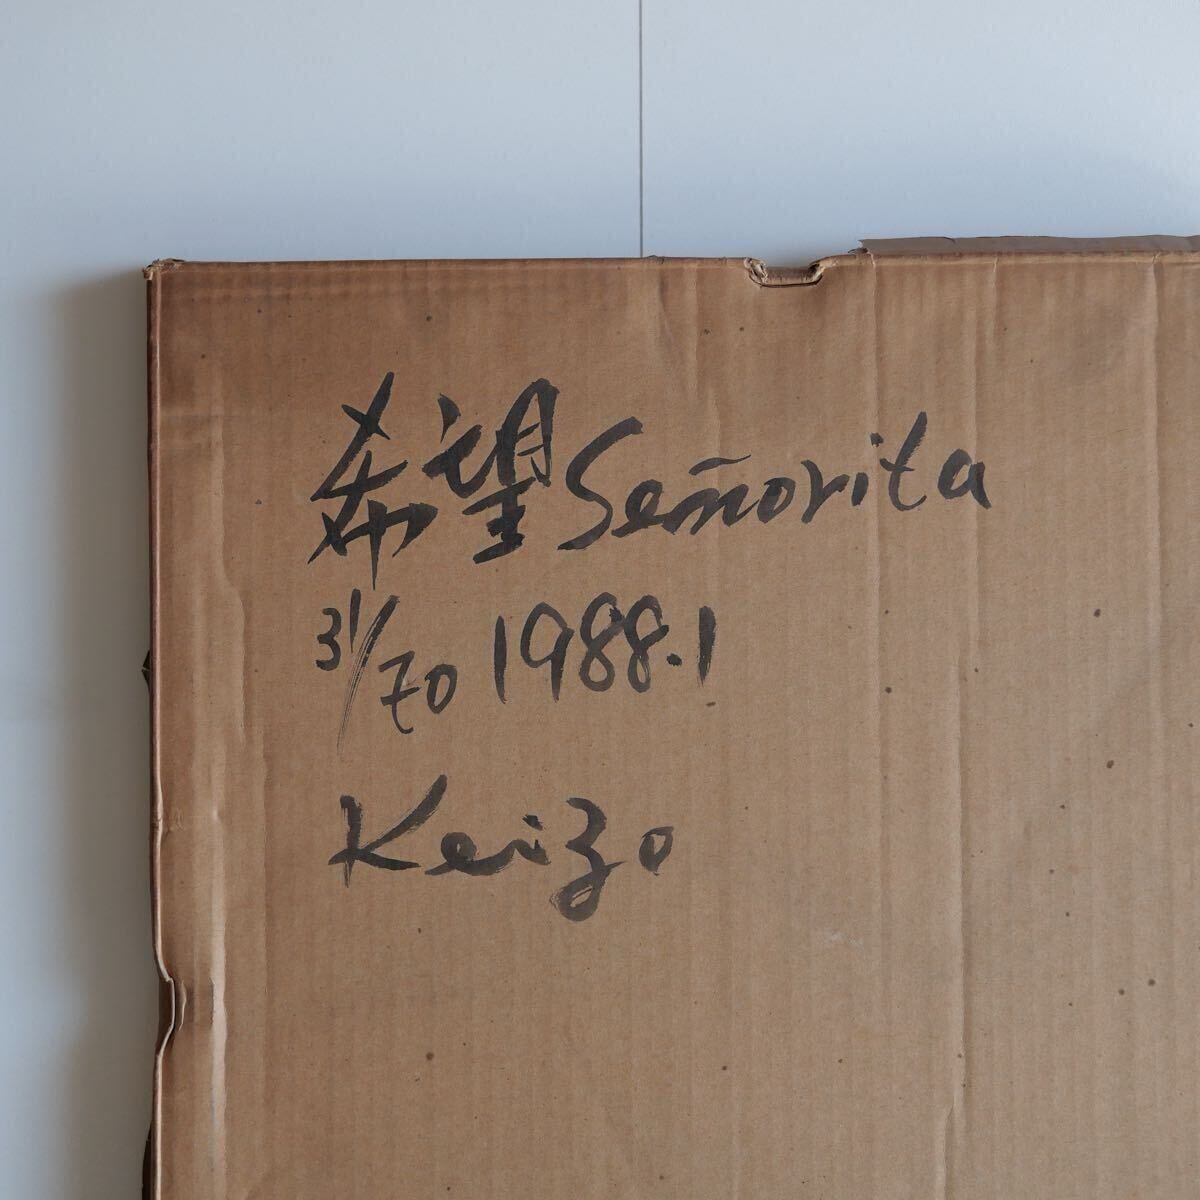 希望 Señorita
31/70 1988.1
Keizo